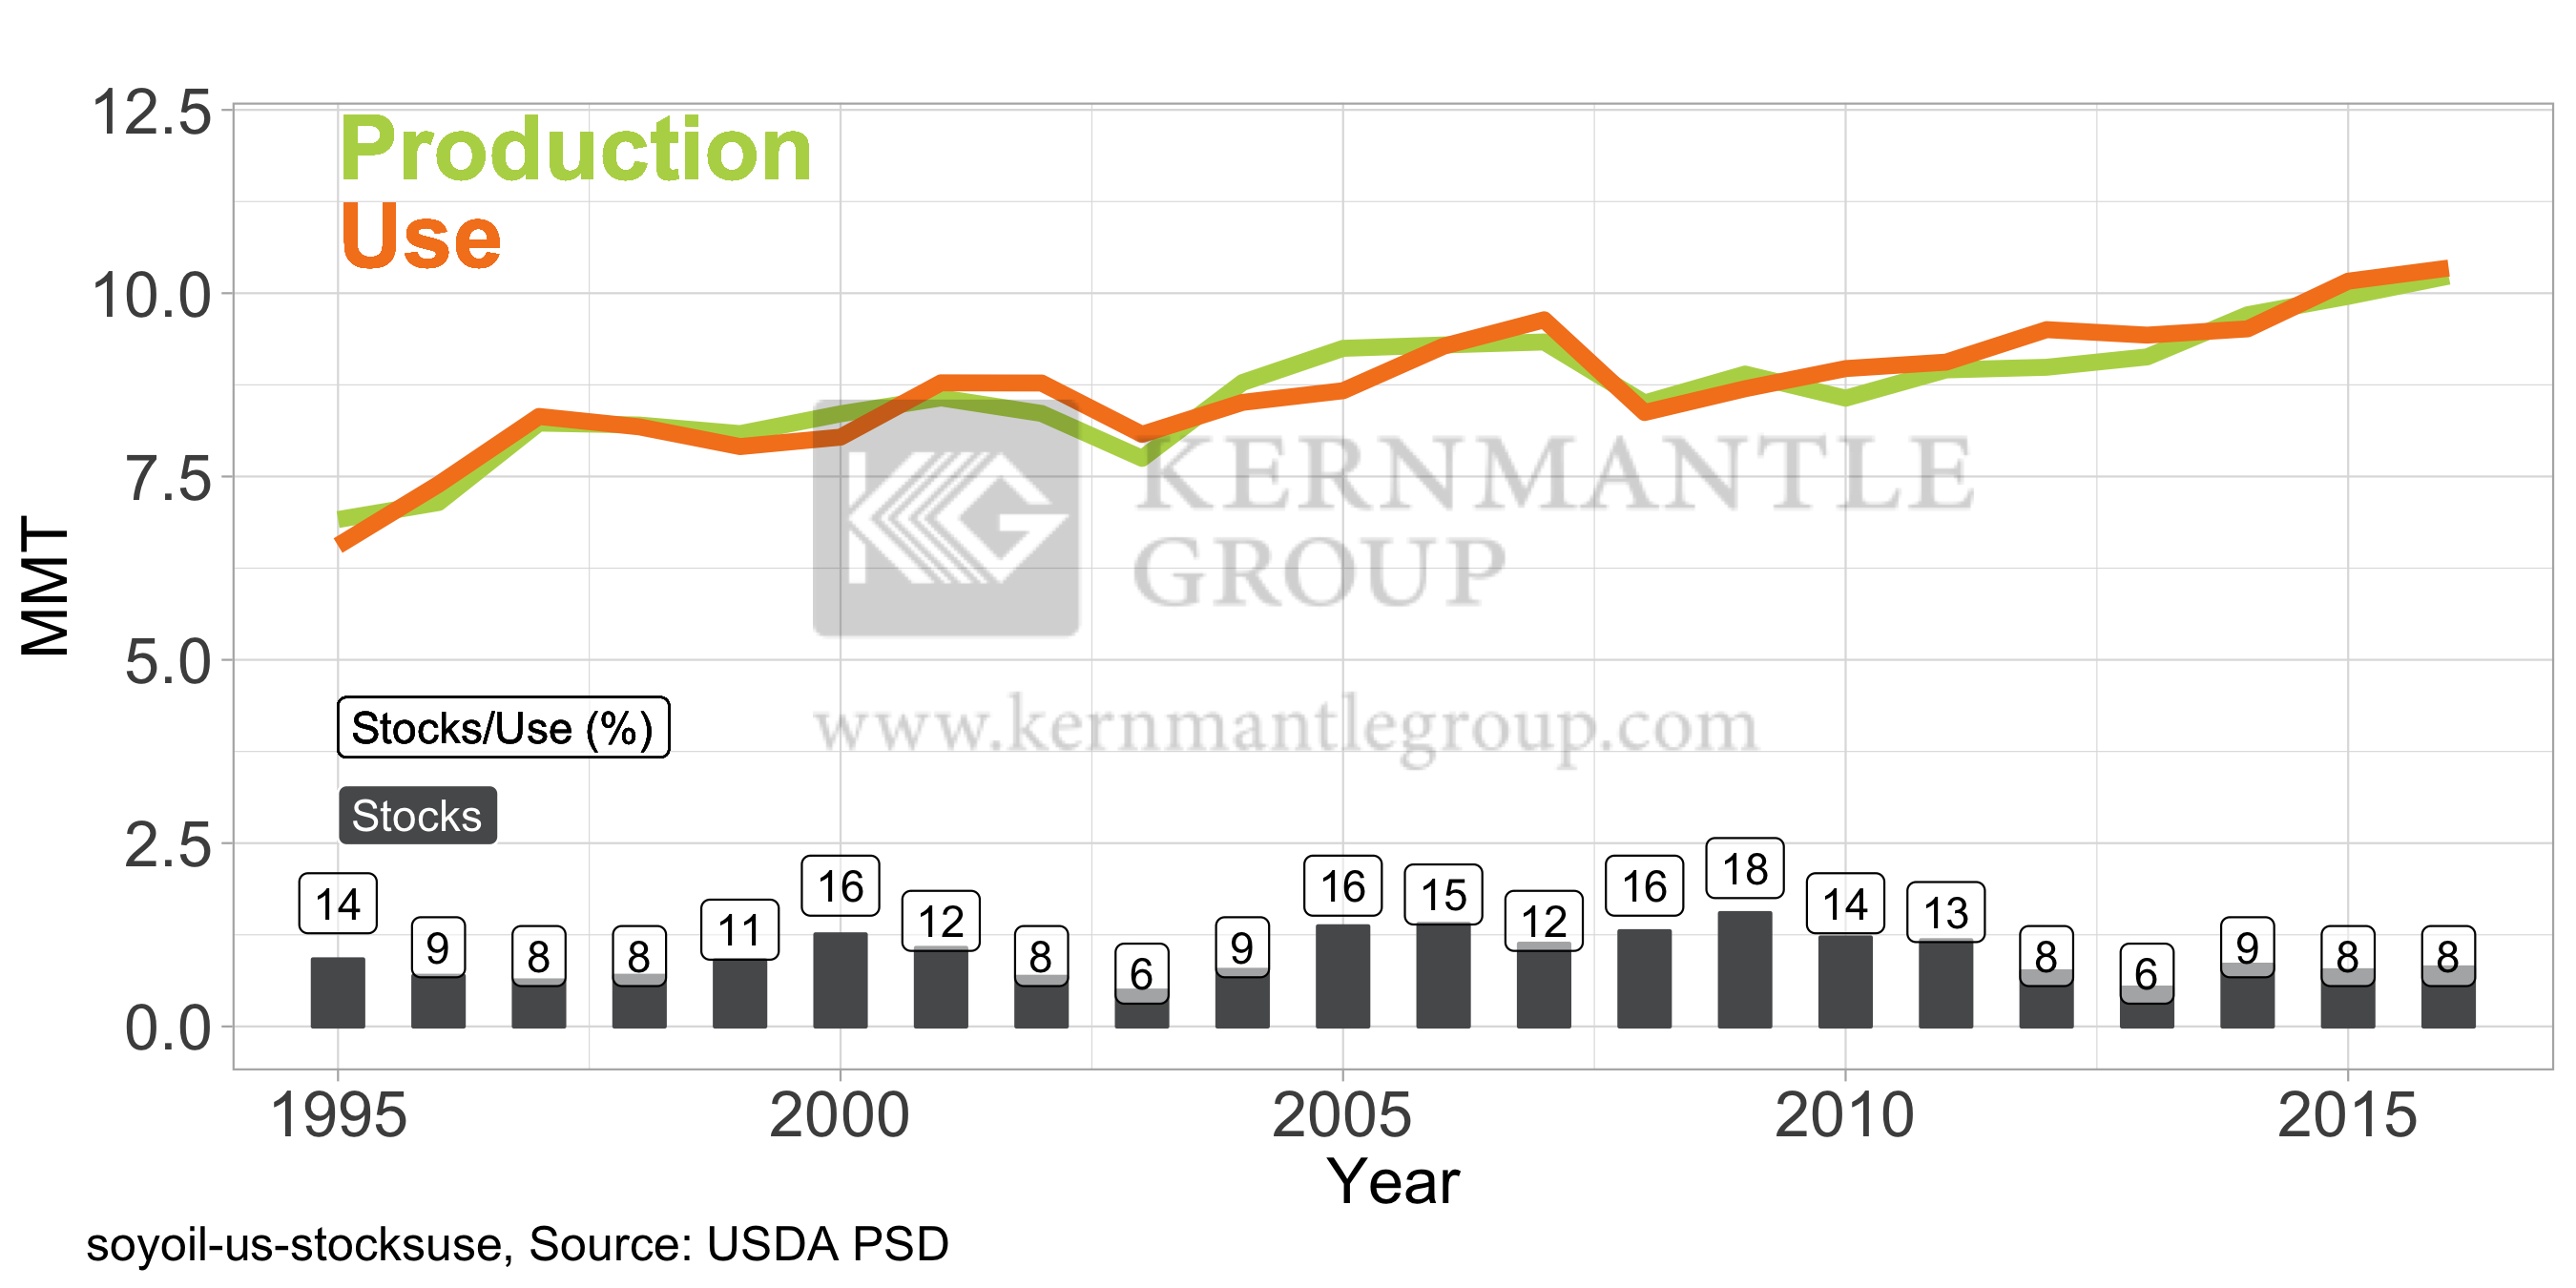 12.5
Production
Use
10.0
7.5
5.0
2.5
0.0
MMT
KG KERNMANTLE
GROUP
www.kernmantlegroup.com
Stocks/Use (%)
Stocks
14 9 8 8 11 16 12 8 6 9 16 15 12 16 18 14 13 8 6 9 8 8
1995 2000 2005 2010 2015
Year
soyoil-us-stocksuse, Source: USDA PSD